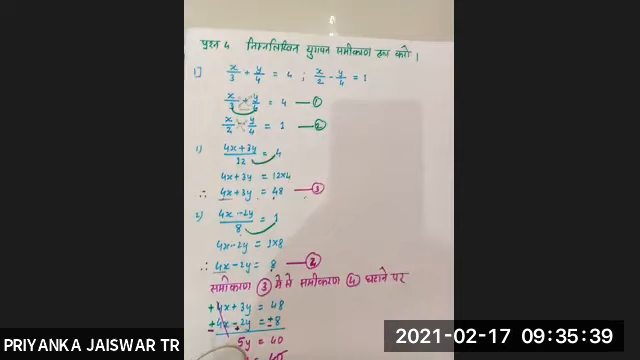 प्रश्न 4 निम्नलिखित युगपत समीकरण हल करो।
1] x/3 + y/4 = 4 ; x/2 - y/4 = 1
x/3 + y/4 = 4 —①
x/2 - y/4 = 1 —②
1) (4x+3y)/12 = 4
4x+3y = 12×4
∴ 4x+3y = 48 —③
2) (4x-2y)/8 = 1
4x-2y = 1×8
∴ 4x-2y = 8 —④
समीकरण ③ में से समीकरण ④ घटाने पर
+4x+3y = 48
+4x-2y = +8
5y = 40
PRIYANKA JAISWAR TR
2021-02-17 09:35:39